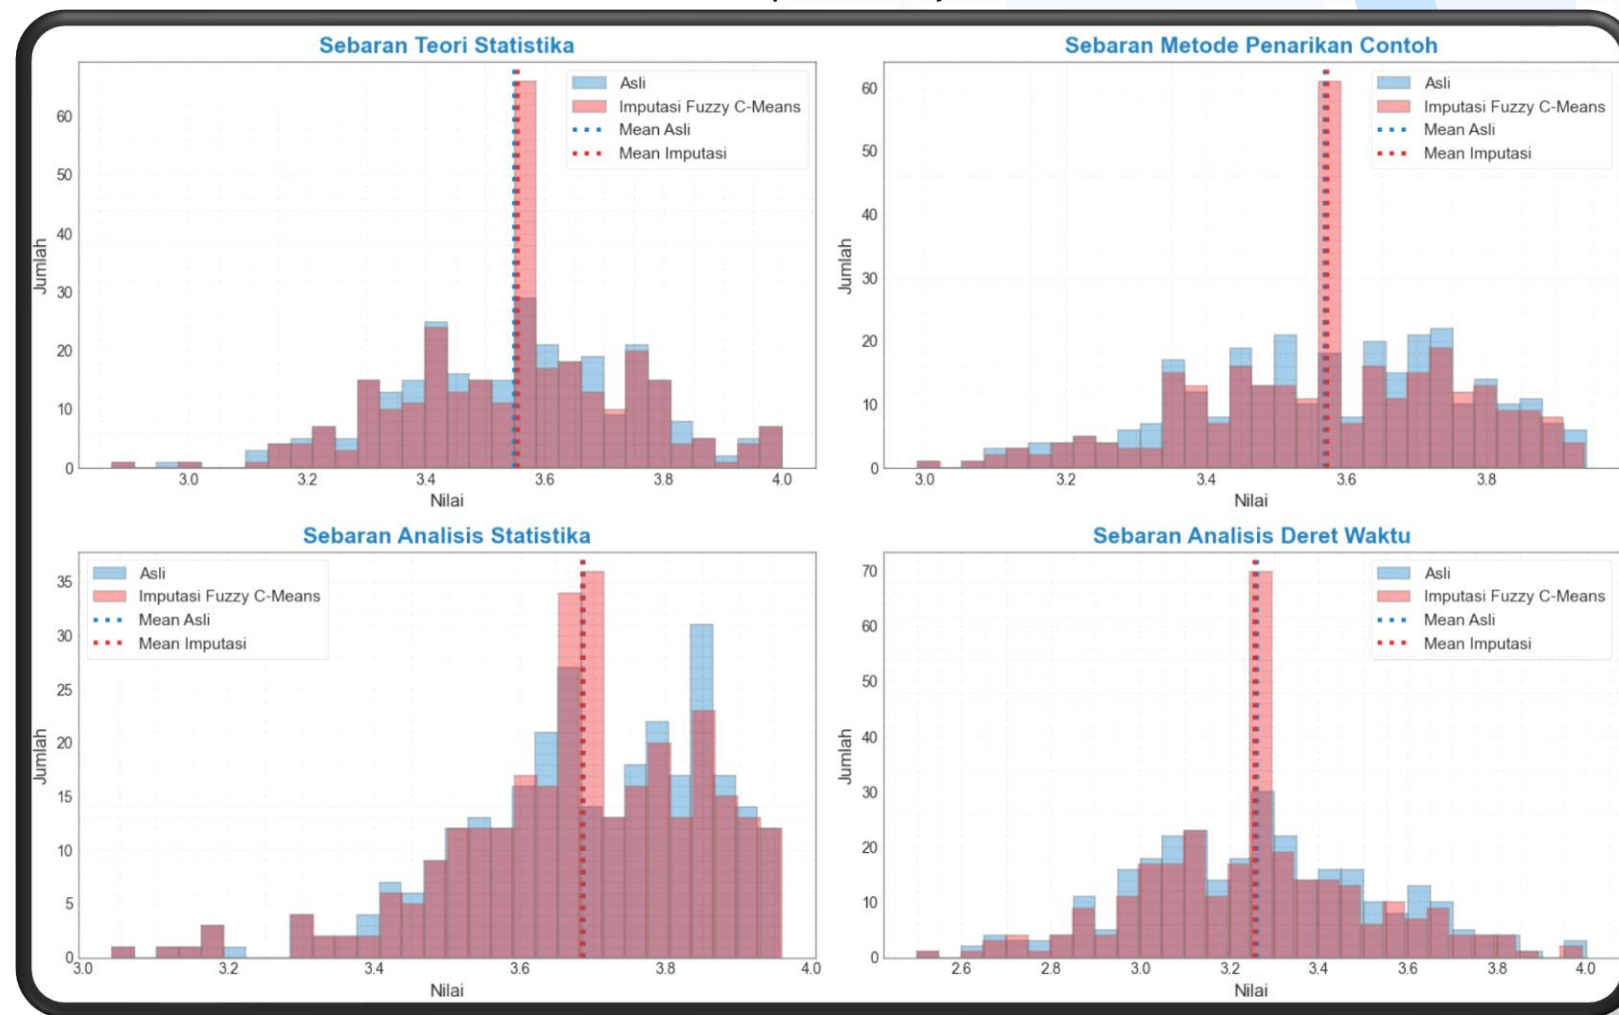 Sebaran Teori Statistika
Asli
Imputasi Fuzzy C-Means
Mean Asli
Mean Imputasi
Jumlah
60
50
40
30
20
10
0
3.0 3.2 3.4 3.6 3.8 4.0
Nilai
Sebaran Metode Penarikan Contoh
Asli
Imputasi Fuzzy C-Means
Mean Asli
Mean Imputasi
Jumlah
60
50
40
30
20
10
0
3.0 3.2 3.4 3.6 3.8
Nilai
Sebaran Analisis Statistika
Asli
Imputasi Fuzzy C-Means
Mean Asli
Mean Imputasi
Jumlah
35
30
25
20
15
10
5
0
3.0 3.2 3.4 3.6 3.8 4.0
Nilai
Sebaran Analisis Deret Waktu
Asli
Imputasi Fuzzy C-Means
Mean Asli
Mean Imputasi
Jumlah
70
60
50
40
30
20
10
0
2.6 2.8 3.0 3.2 3.4 3.6 3.8 4.0
Nilai